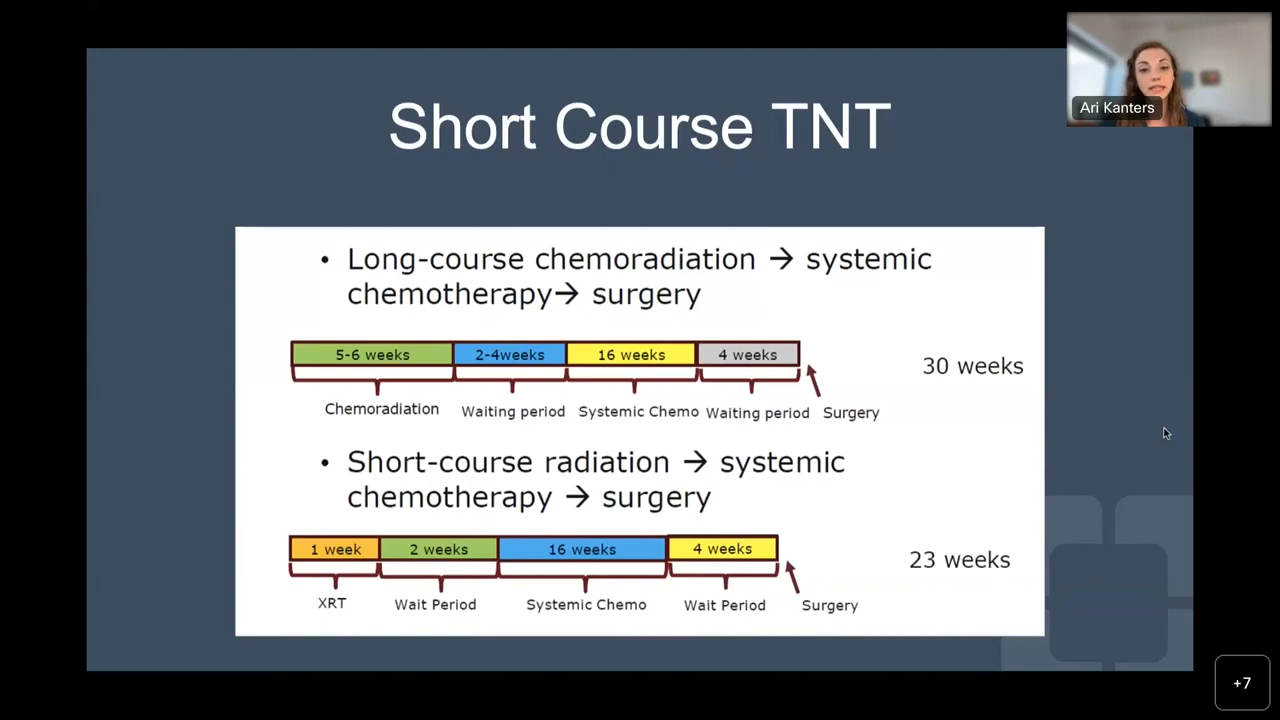 Ari Kanters
Short Course TNT
• Long-course chemoradiation → systemic
chemotherapy→ surgery
5-6 weeks 2-4weeks 16 weeks 4 weeks
30 weeks
Chemoradiation Waiting period Systemic Chemo Waiting period Surgery
• Short-course radiation → systemic
chemotherapy → surgery
1 week 2 weeks 16 weeks 4 weeks
23 weeks
XRT Wait Period Systemic Chemo Wait Period Surgery
+7